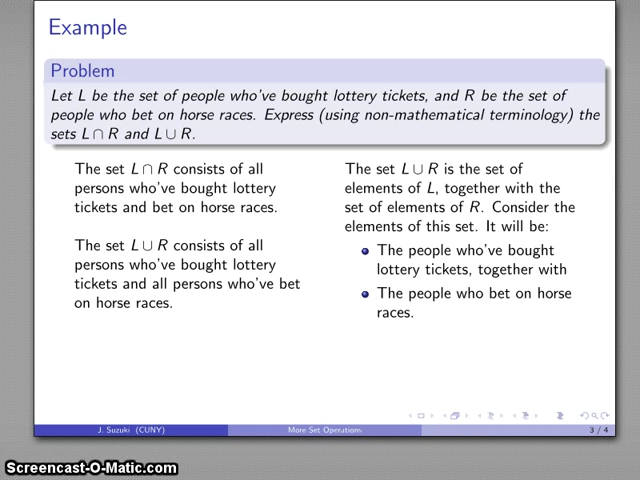 Example
Problem
Let L be the set of people who've bought lottery tickets, and R be the set of
people who bet on horse races. Express (using non-mathematical terminology) the
sets L ∩ R and L ∪ R.
The set L ∩ R consists of all
persons who've bought lottery
tickets and bet on horse races.
The set L ∪ R consists of all
persons who've bought lottery
tickets and all persons who've bet
on horse races.
The set L ∪ R is the set of
elements of L, together with the
set of elements of R. Consider the
elements of this set. It will be:
The people who've bought
lottery tickets, together with
The people who bet on horse
races.
J. Suzuki (CUNY)
More Set Operations
3 / 4
Screencast-O-Matic.com